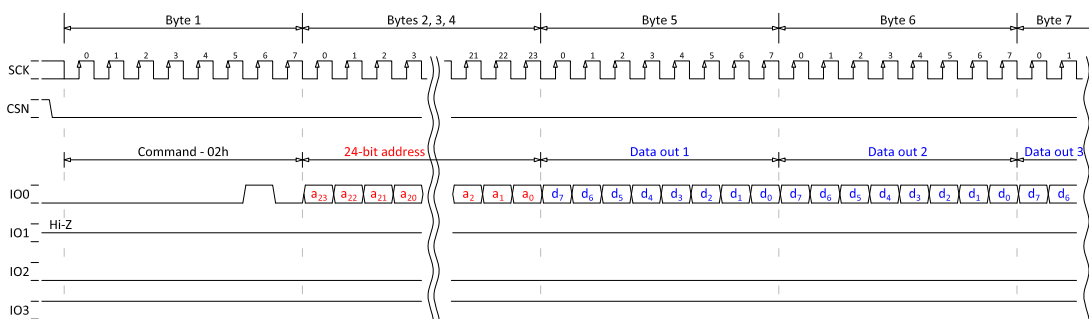 Byte 1 Bytes 2, 3, 4 Byte 5 Byte 6 Byte 7
SCK 0 1 2 3 4 5 6 7 0 1 2 3 21 22 23 0 1 2 3 4 5 6 7 0 1 2 3 4 5 6 7 0 1
CSN
Command - 02h 24-bit address Data out 1 Data out 2 Data out 3
IO0 a23 a22 a21 a20 a2 a1 a0 d7 d6 d5 d4 d3 d2 d1 d0 d7 d6 d5 d4 d3 d2 d1 d0 d7 d6
Hi-Z
IO1
IO2
IO3